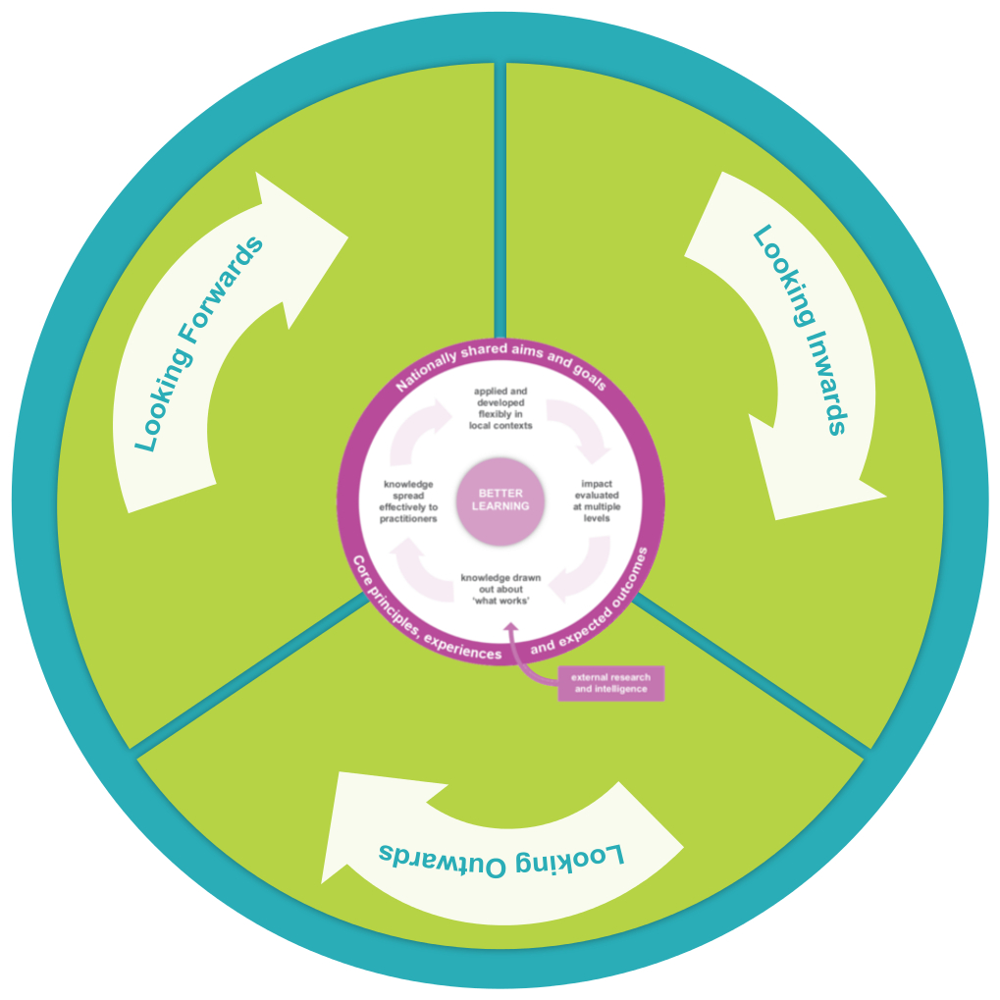 Looking Forwards
Looking Inwards
Nationally shared aims and goals
applied and
developed
flexibly in
local contexts
knowledge
spread
effectively to
practitioners
BETTER
LEARNING
impact
evaluated
at multiple
levels
knowledge drawn
out about
‘what works’
Core principles, experiences
and expected outcomes
external research
and intelligence
Looking Outwards